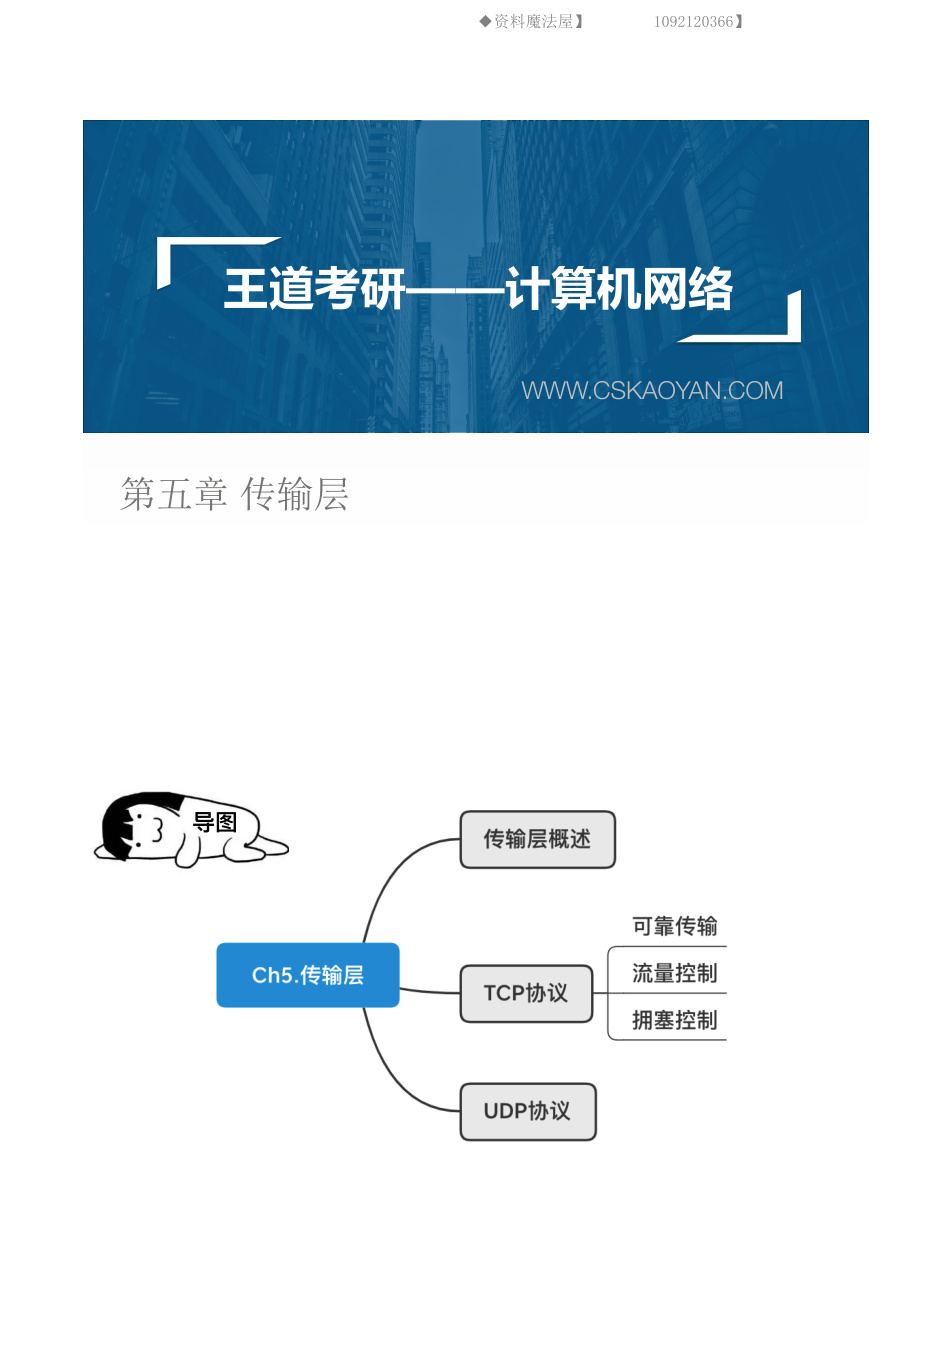 ◆资料魔法屋】 1092120366】
王道考研——计算机网络
WWW.CSKAOYAN.COM
第五章 传输层
导图
传输层概述
可靠传输
Ch5.传输层
TCP协议
流量控制
拥塞控制
UDP协议